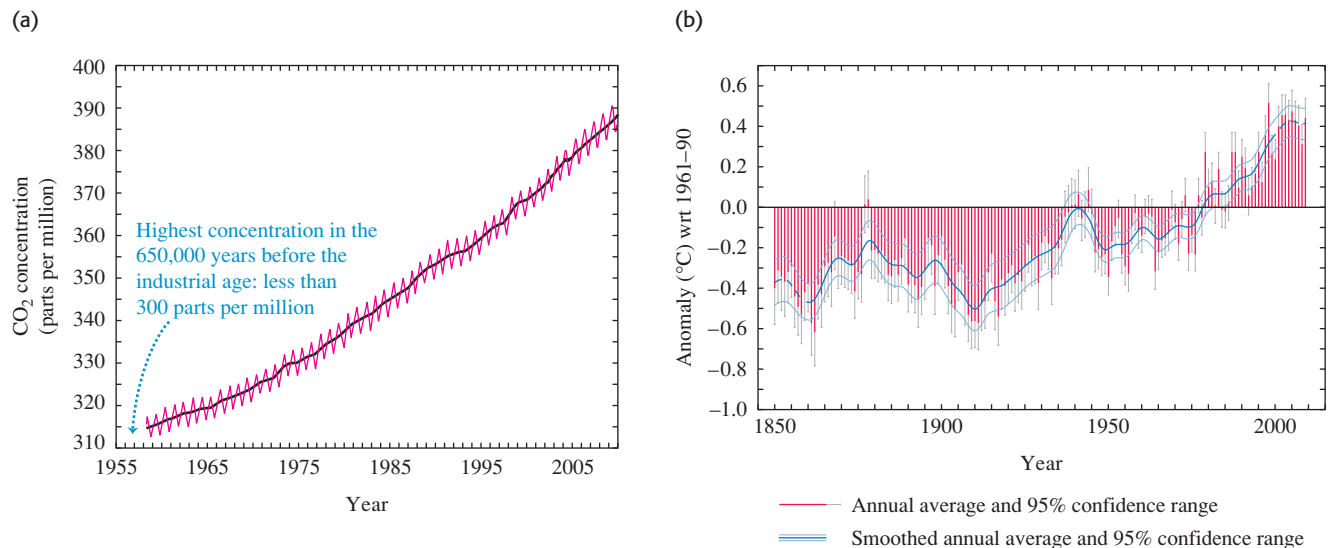 (a)
CO₂ concentration
(parts per million)
400
390
380
370
360
350
340
330
320
310
Highest concentration in the
650,000 years before the
industrial age: less than
300 parts per million
1955
1965
1975
1985
1995
2005
Year
(b)
Anomaly (°C) wrt 1961–90
0.6
0.4
0.2
0.0
−0.2
−0.4
−0.6
−0.8
−1.0
1850
1900
1950
2000
Year
Annual average and 95% confidence range
Smoothed annual average and 95% confidence range